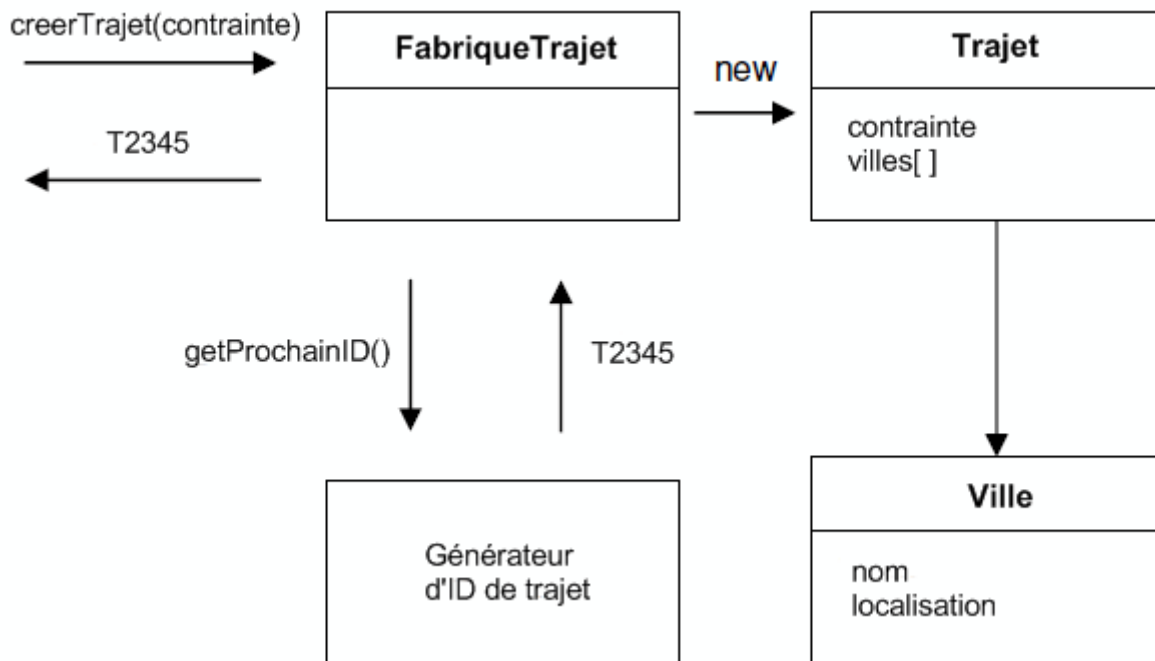 creerTrajet(contrainte)
FabriqueTrajet
new
Trajet
contrainte
villes[ ]
T2345
getProchainID()
T2345
Générateur
d'ID de trajet
Ville
nom
localisation